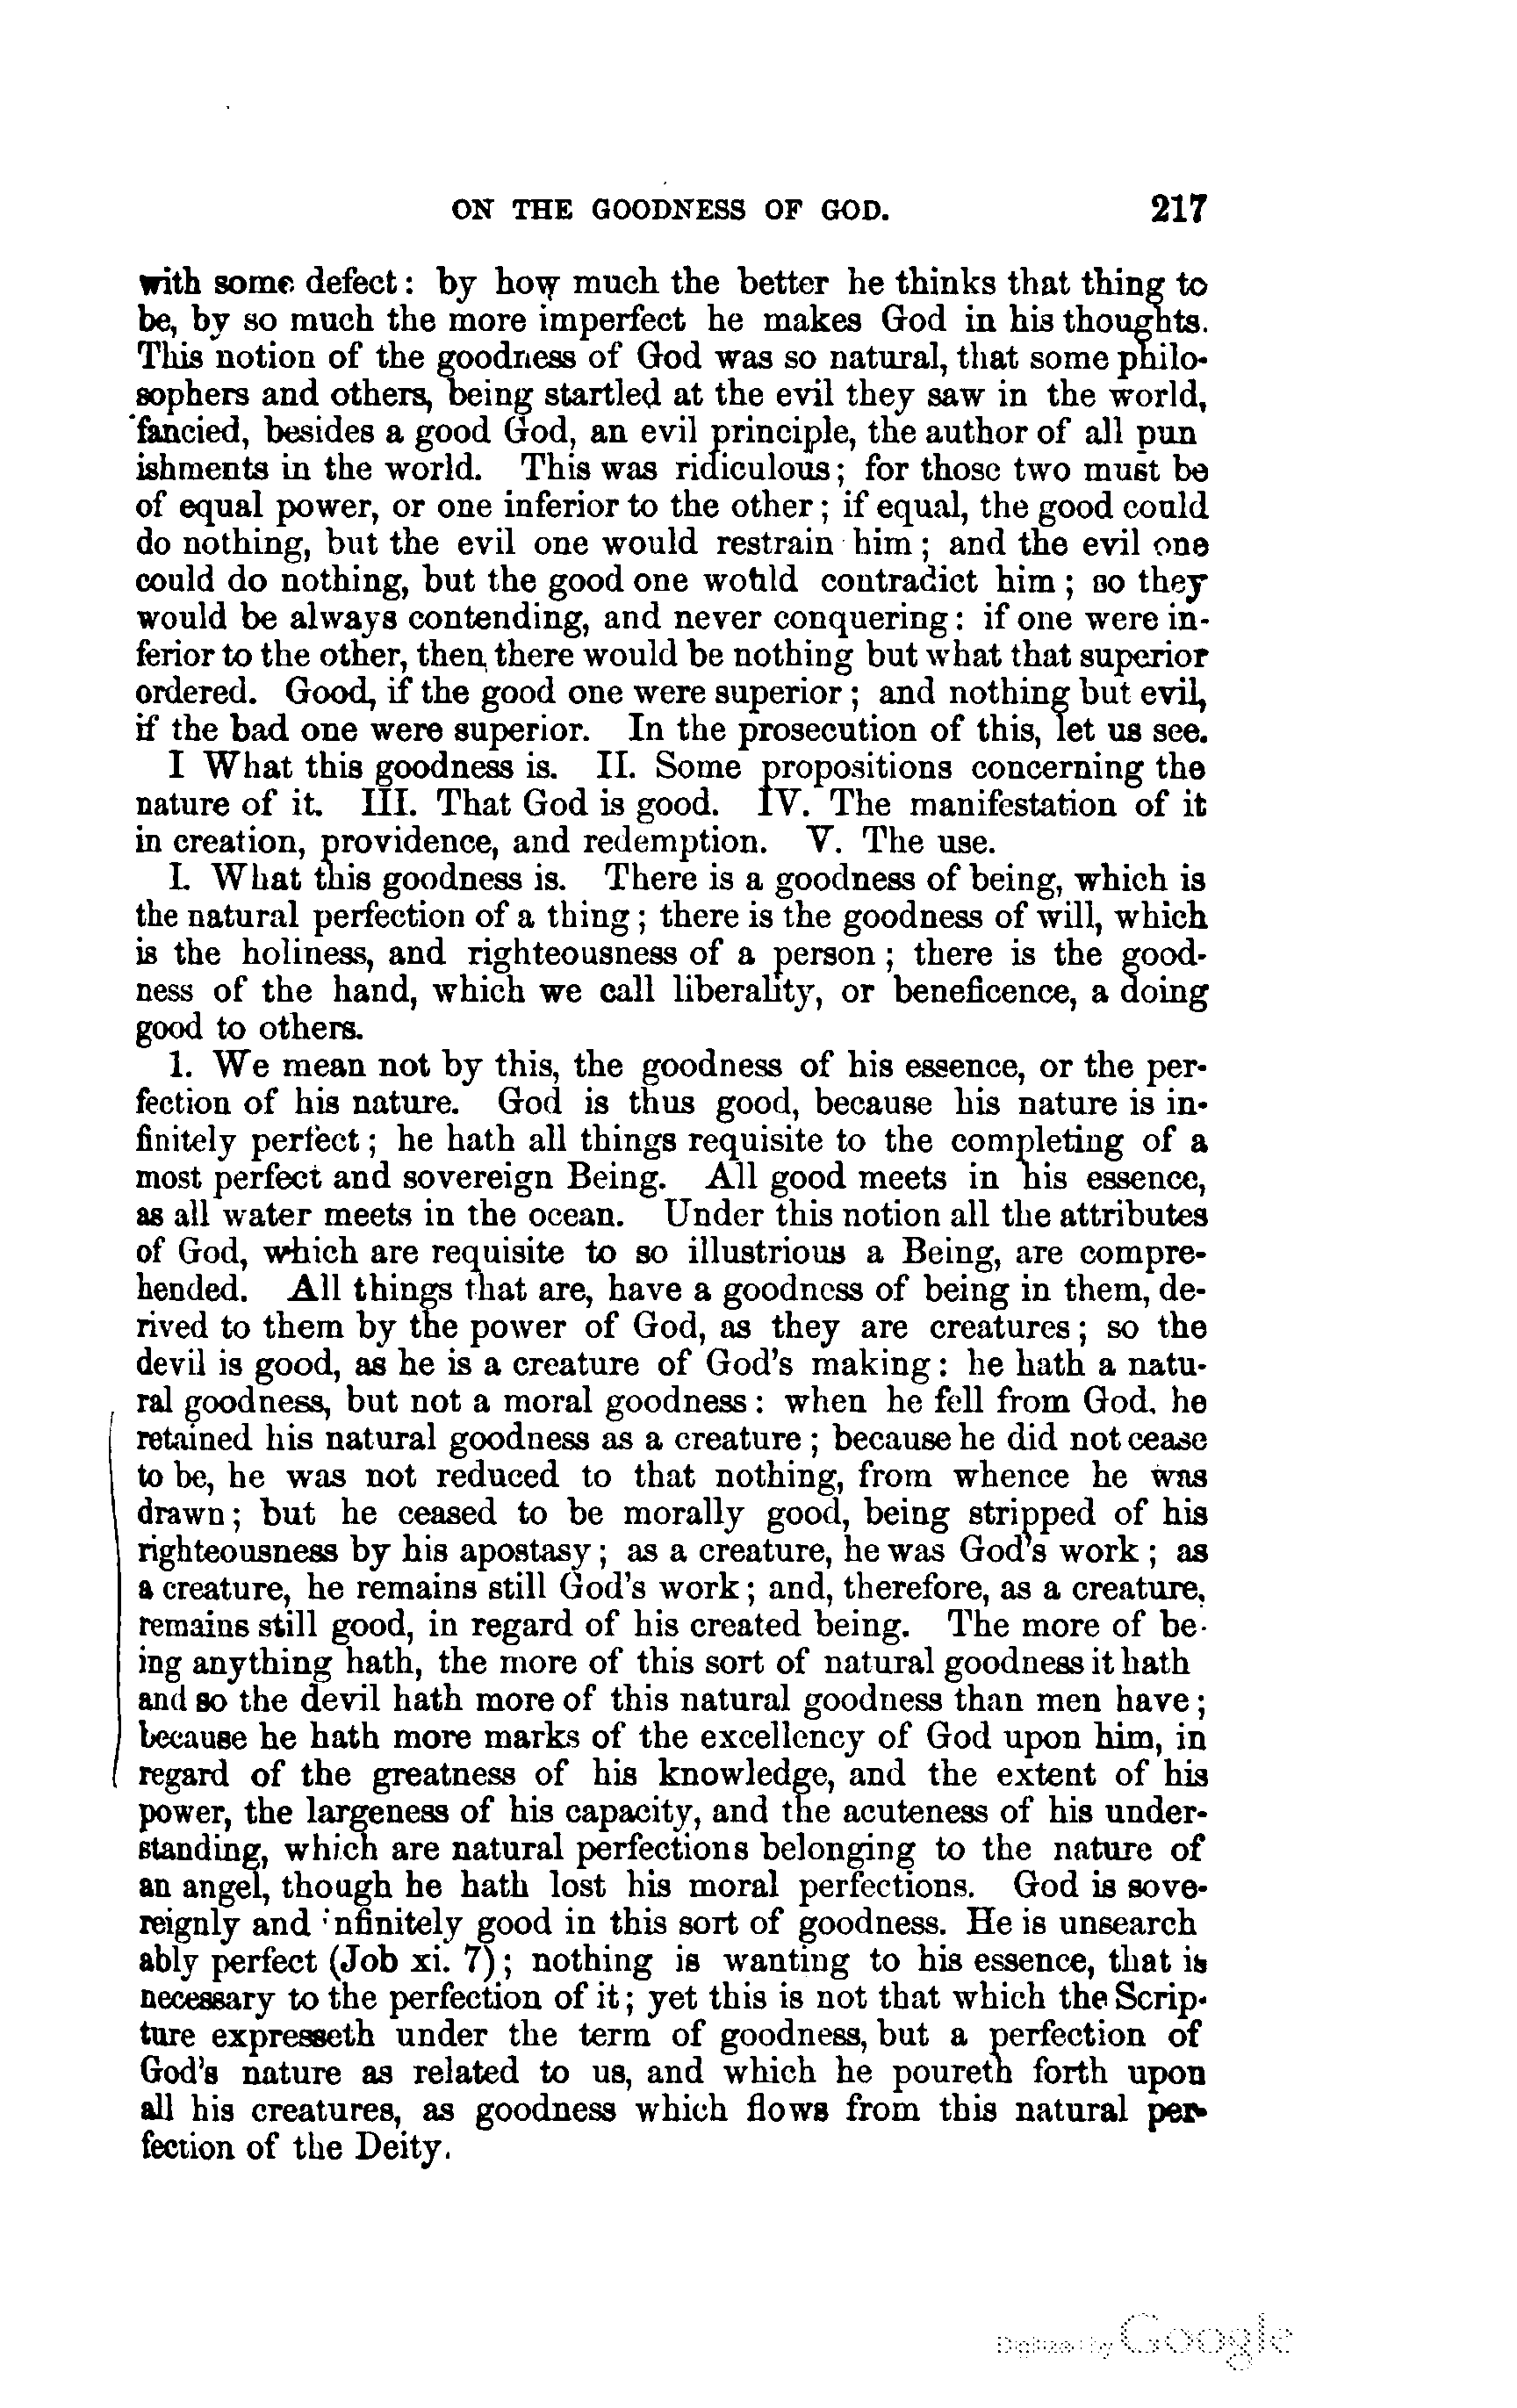 ON THE GOODNESS OF GOD. 217
with some defect: by how much the better he thinks that thing to
be, by so much the more imperfect he makes God in his thoughts.
This notion of the goodness of God was so natural, that some philo-
sophers and others, being startled at the evil they saw in the world,
fancied, besides a good God, an evil principle, the author of all pun
ishments in the world. This was ridiculous; for those two must be
of equal power, or one inferior to the other; if equal, the good could
do nothing, but the evil one would restrain him; and the evil one
could do nothing, but the good one would contradict him; so they
would be always contending, and never conquering: if one were in-
ferior to the other, then there would be nothing but what that superior
ordered. Good, if the good one were superior; and nothing but evil,
if the bad one were superior. In the prosecution of this, let us see.
I What this goodness is. II. Some propositions concerning the
nature of it. III. That God is good. IV. The manifestation of it
in creation, providence, and redemption. V. The use.
I. What this goodness is. There is a goodness of being, which is
the natural perfection of a thing; there is the goodness of will, which
is the holiness, and righteousness of a person; there is the good-
ness of the hand, which we call liberality, or beneficence, a doing
good to others.
1. We mean not by this, the goodness of his essence, or the per-
fection of his nature. God is thus good, because his nature is in-
finitely perfect; he hath all things requisite to the completing of a
most perfect and sovereign Being. All good meets in his essence,
as all water meets in the ocean. Under this notion all the attributes
of God, which are requisite to so illustrious a Being, are compre-
hended. All things that are, have a goodness of being in them, de-
rived to them by the power of God, as they are creatures; so the
devil is good, as he is a creature of God's making: he hath a natu-
ral goodness, but not a moral goodness: when he fell from God, he
retained his natural goodness as a creature; because he did not cease
to be, he was not reduced to that nothing, from whence he was
drawn; but he ceased to be morally good, being stripped of his
righteousness by his apostasy; as a creature, he was God's work; as
a creature, he remains still God's work; and, therefore, as a creature,
remains still good, in regard of his created being. The more of be-
ing anything hath, the more of this sort of natural goodness it hath
and so the devil hath more of this natural goodness than men have;
because he hath more marks of the excellency of God upon him, in
regard of the greatness of his knowledge, and the extent of his
power, the largeness of his capacity, and the acuteness of his under-
standing, which are natural perfections belonging to the nature of
an angel, though he hath lost his moral perfections. God is sove-
reignly and infinitely good in this sort of goodness. He is unsearch
ably perfect (Job xi. 7); nothing is wanting to his essence, that is
necessary to the perfection of it; yet this is not that which the Scrip-
ture expresseth under the term of goodness, but a perfection of
God's nature as related to us, and which he poureth forth upon
all his creatures, as goodness which flows from this natural per-
fection of the Deity.
Digitized by Google